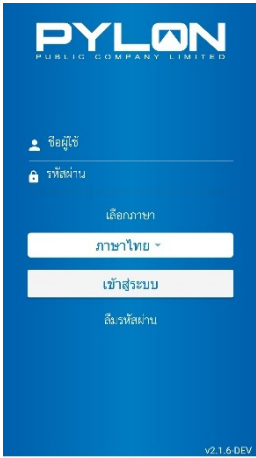 PYLON
PUBLIC COMPANY LIMITED
ชื่อผู้ใช้
รหัสผ่าน
เลือกภาษา
ภาษาไทย
เข้าสู่ระบบ
ลืมรหัสผ่าน
v2.1.6-DEV